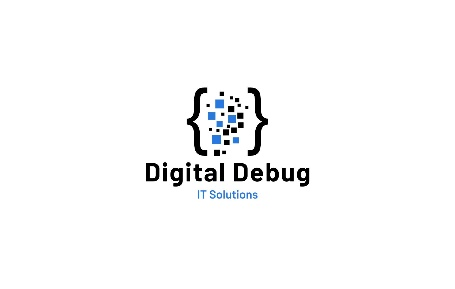 { }
Digital Debug
IT Solutions